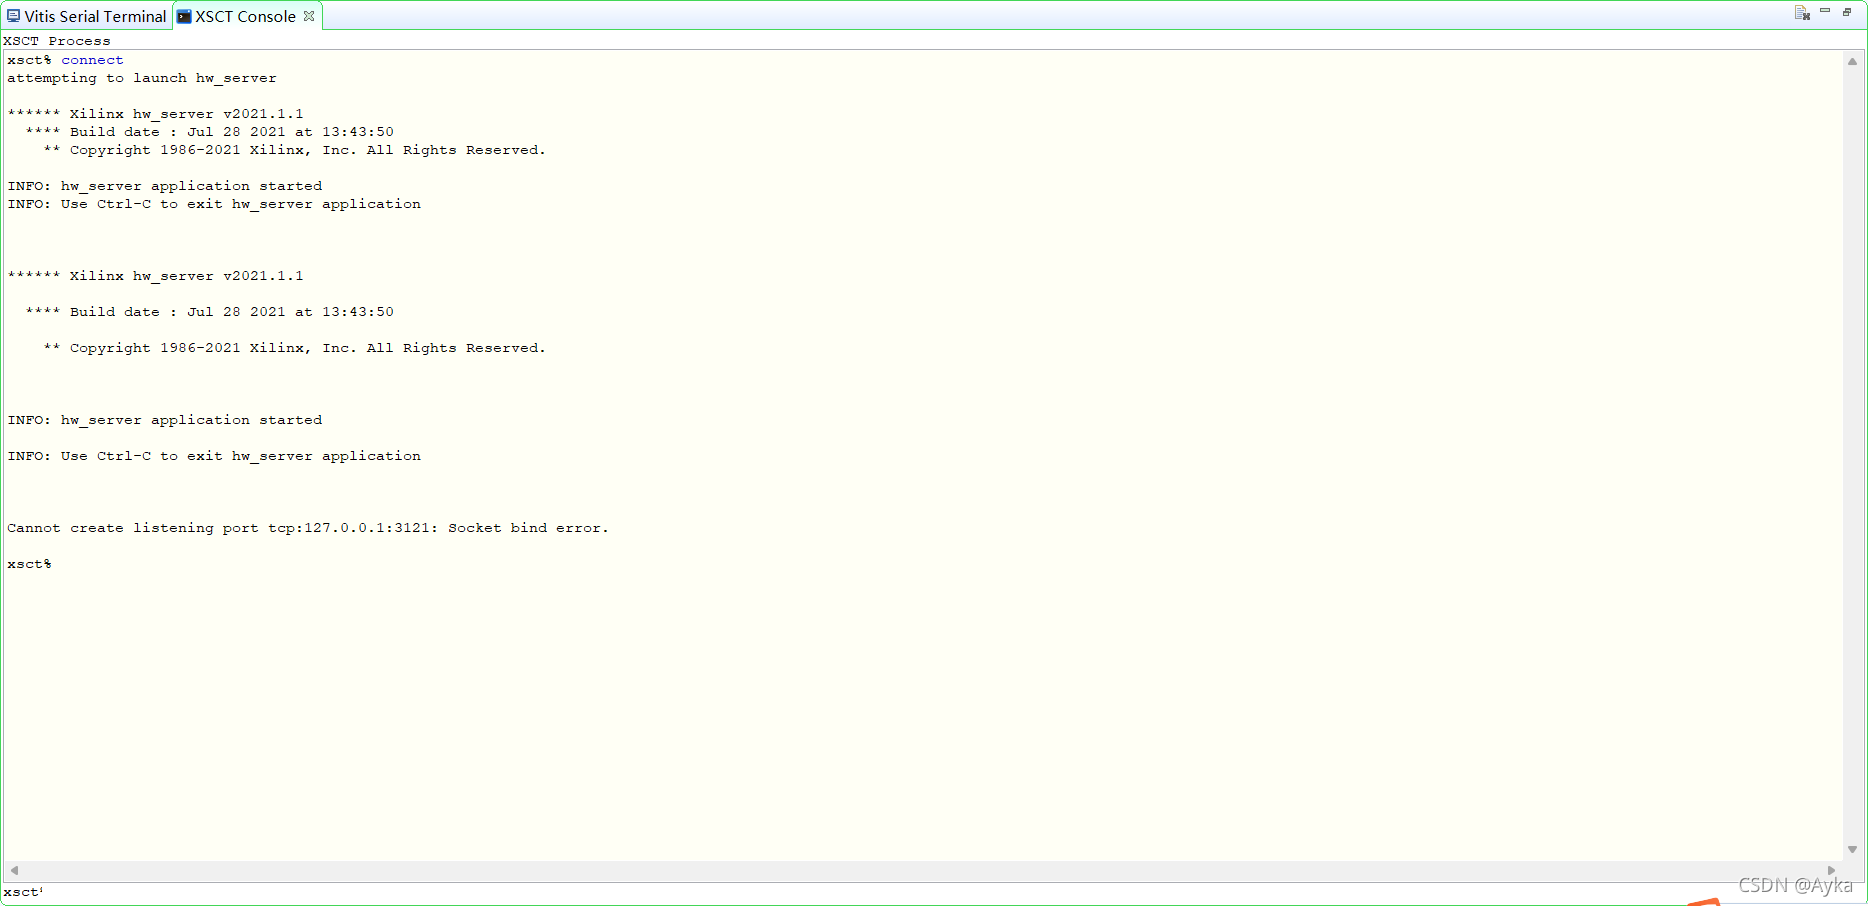 Vitis Serial Terminal XSCT Console
XSCT Process
xsct% connect
attempting to launch hw_server
****** Xilinx hw_server v2021.1.1
**** Build date : Jul 28 2021 at 13:43:50
** Copyright 1986-2021 Xilinx, Inc. All Rights Reserved.
INFO: hw_server application started
INFO: Use Ctrl-C to exit hw_server application
****** Xilinx hw_server v2021.1.1
**** Build date : Jul 28 2021 at 13:43:50
** Copyright 1986-2021 Xilinx, Inc. All Rights Reserved.
INFO: hw_server application started
INFO: Use Ctrl-C to exit hw_server application
Cannot create listening port tcp:127.0.0.1:3121: Socket bind error.
xsct%
xsct
CSDN @Ayka